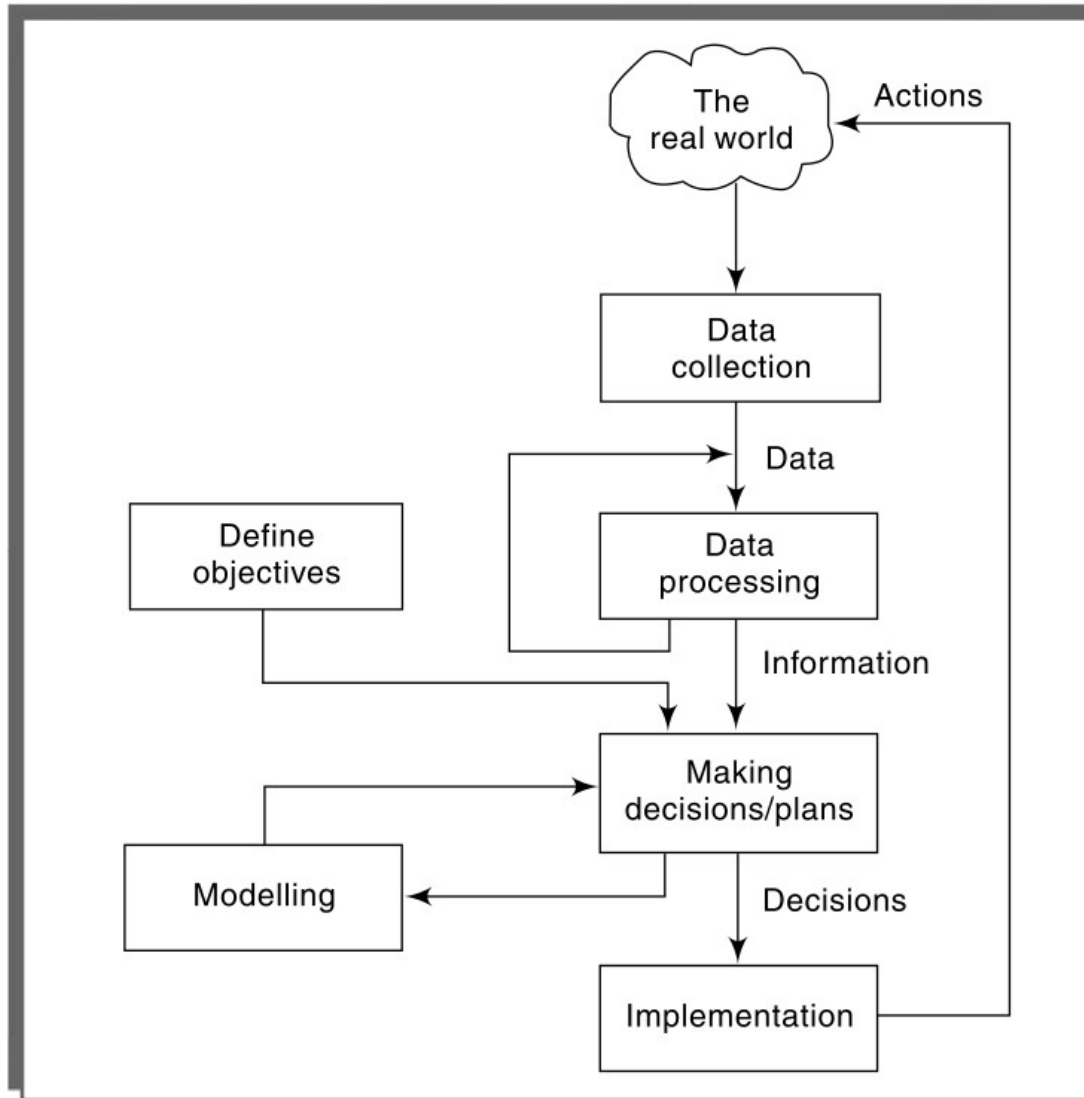 The
real world
Actions
Data
collection
Data
Define
objectives
Data
processing
Information
Making
decisions/plans
Modelling
Decisions
Implementation